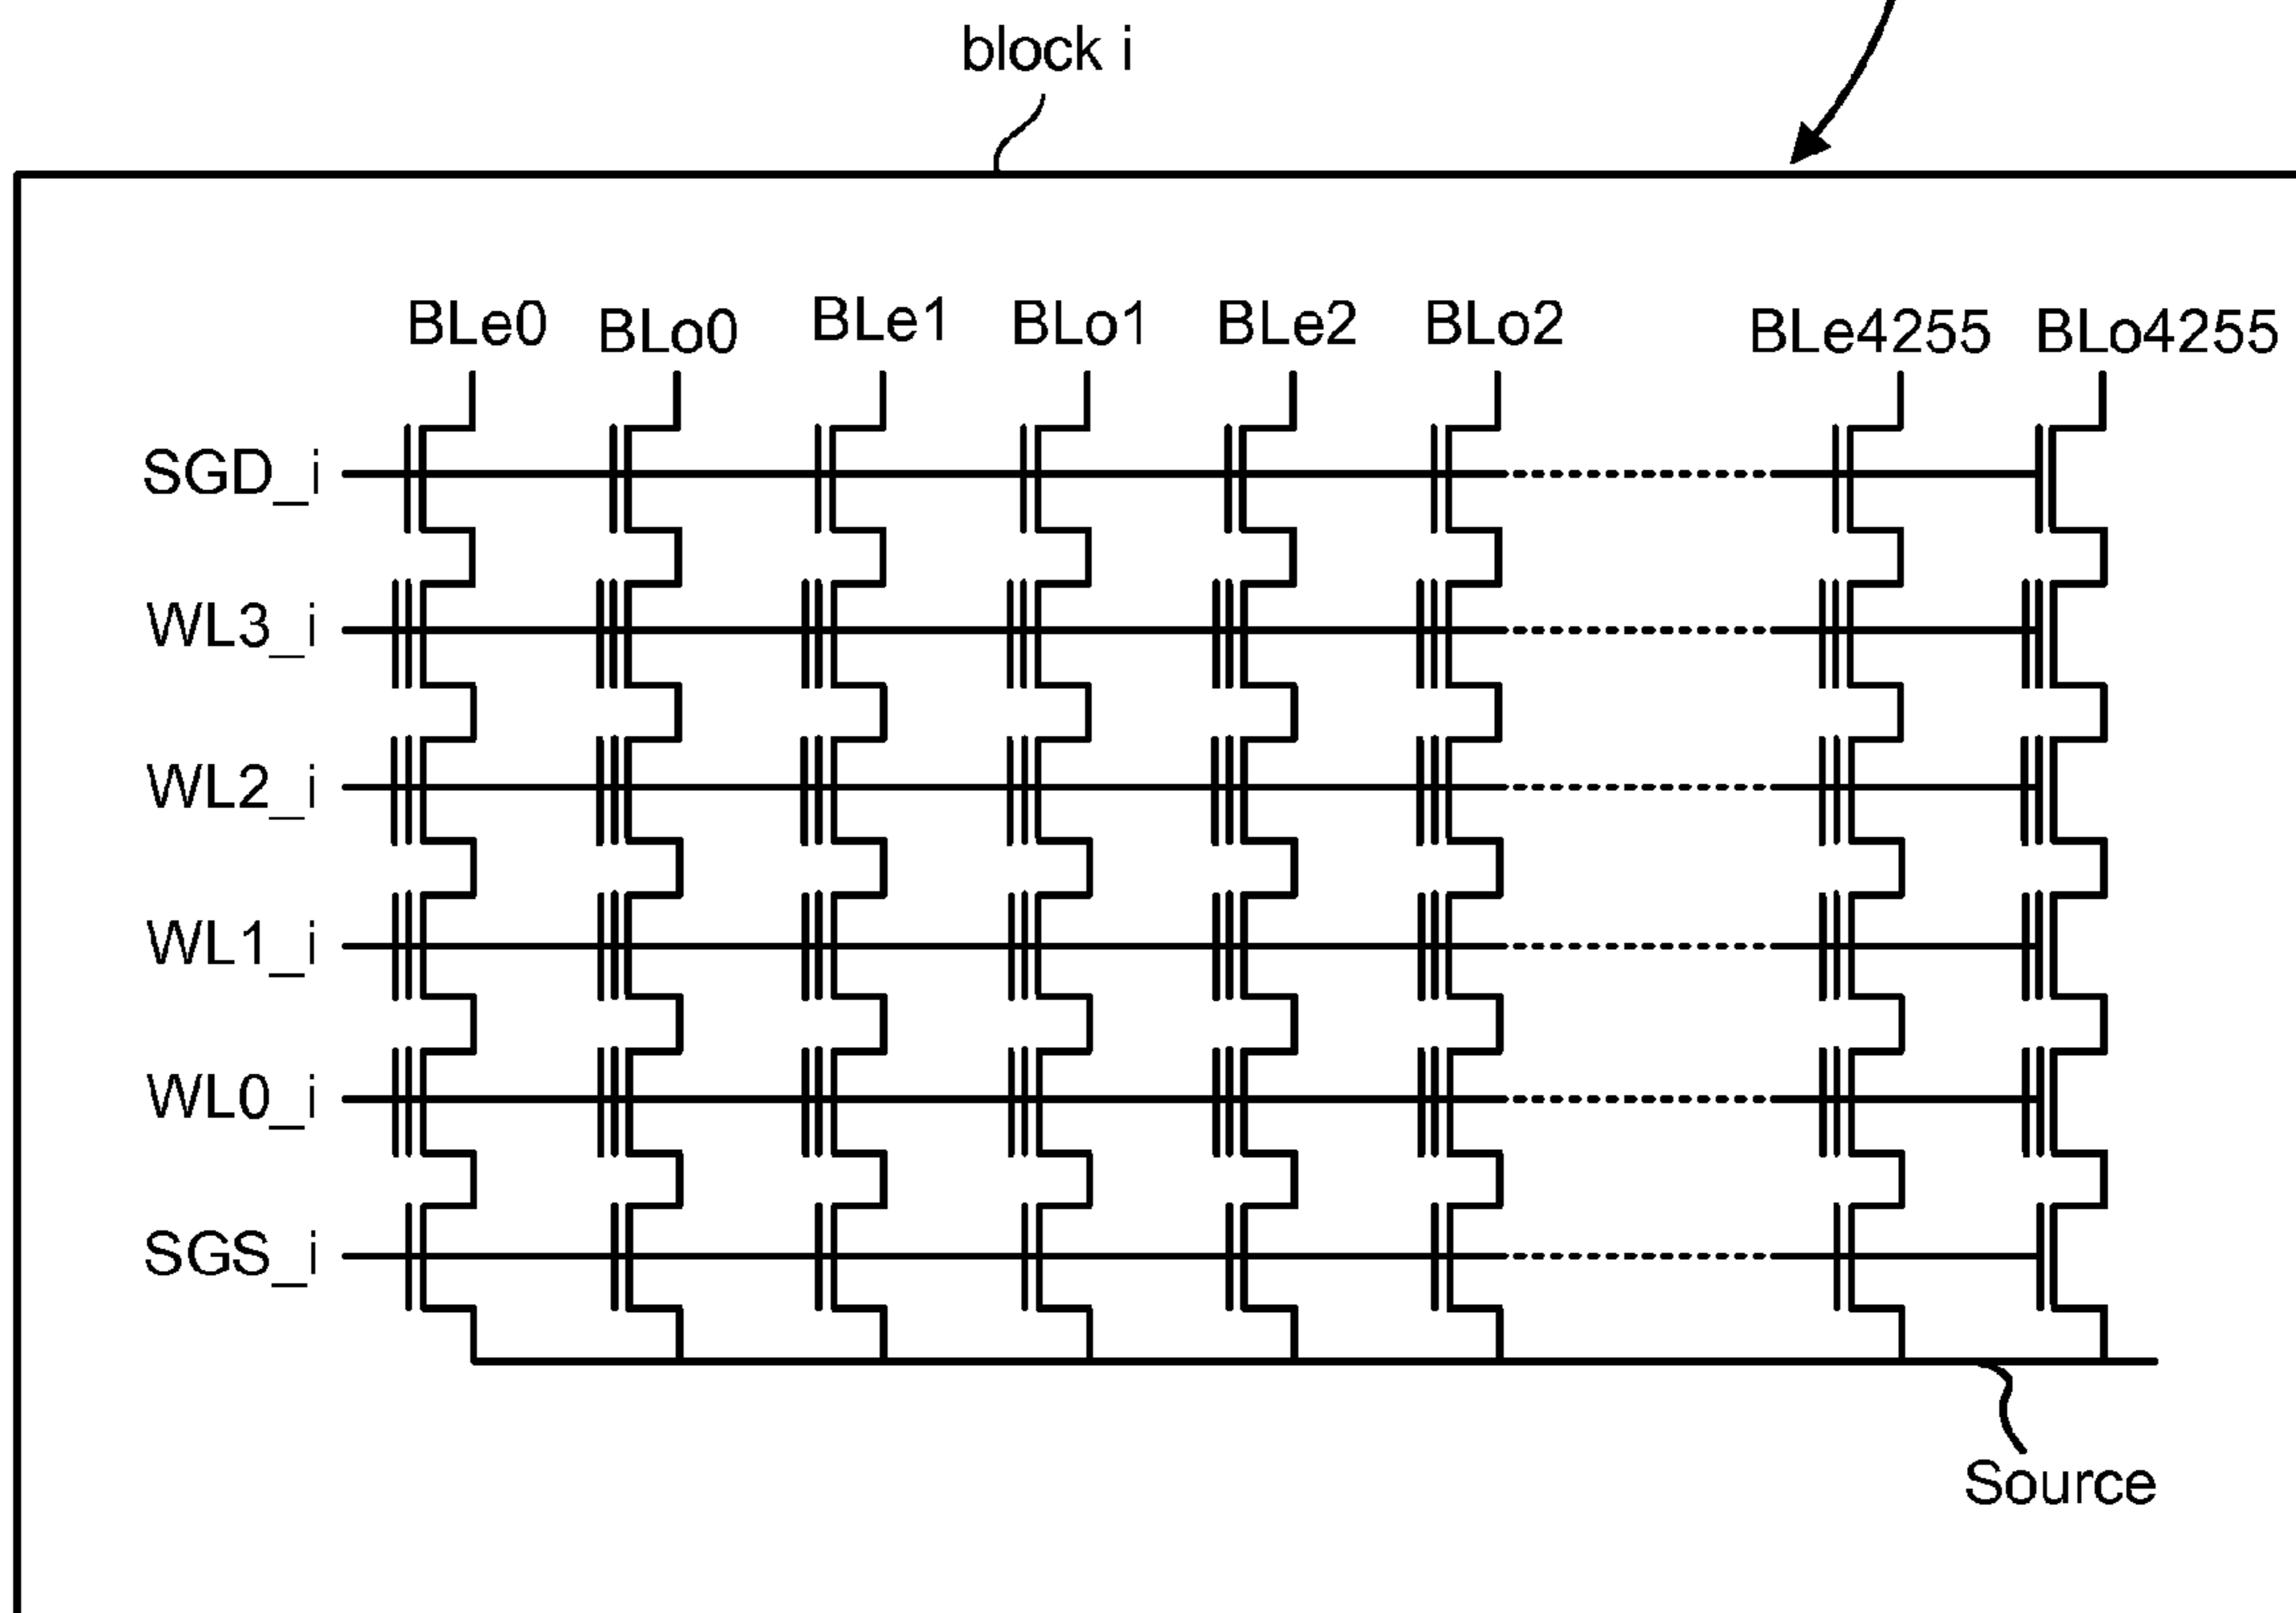 block i
BLe0 BLo0 BLe1 BLo1 BLe2 BLo2 BLe4255 BLo4255
SGD_i
WL3_i
WL2_i
WL1_i
WL0_i
SGS_i
Source